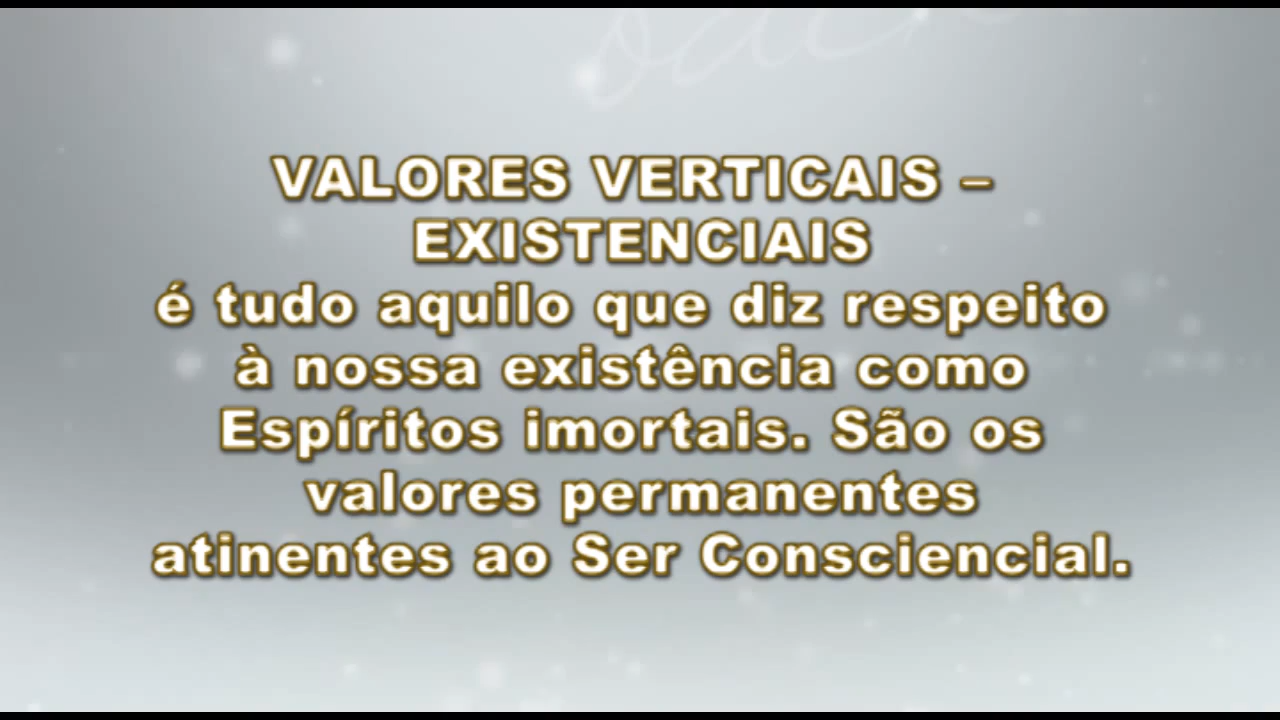 VALORES VERTICAIS –
EXISTENCIAIS
é tudo aquilo que diz respeito
à nossa existência como
Espíritos imortais. São os
valores permanentes
atinentes ao Ser Consciencial.